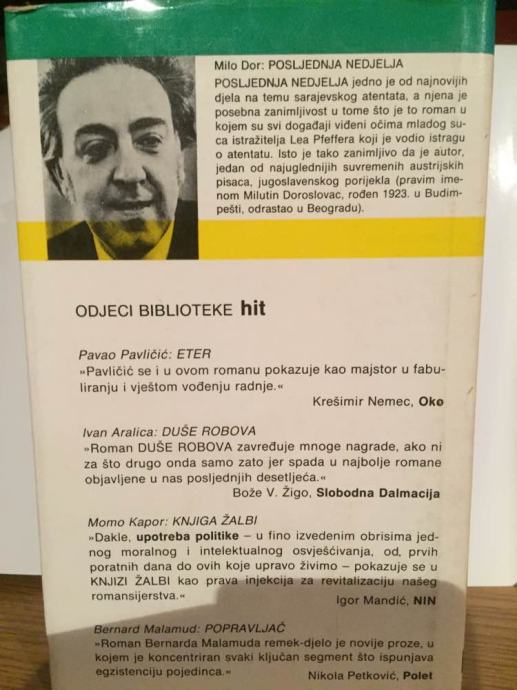 Milo Dor: POSLJEDNJA NEDJELJA
POSLJEDNJA NEDJELJA jedno je od najnovijih
djela na temu sarajevskog atentata, a njena je
posebna zanimljivost u tome što je to roman u
kojem su svi događaji viđeni očima mladog su-
ca istražitelja Lea Pfeffera koji je vodio istragu
o atentatu. Isto je tako zanimljivo da je autor,
jedan od najuglednijih suvremenih austrijskih
pisaca, jugoslavenskog porijekla (pravim ime-
nom Milutin Doroslovac, rođen 1923. u Budim-
pešti, odrastao u Beogradu).
ODJECI BIBLIOTEKE hit
Pavao Pavličić: ETER
»Pavličić se i u ovom romanu pokazuje kao majstor u fabu-
liranju i vještom vođenju radnje.«
Krešimir Nemec, Oko
Ivan Aralica: DUŠE ROBOVA
»Roman DUŠE ROBOVA zavređuje mnoge nagrade, ako ni
za što drugo onda samo zato jer spada u najbolje romane
objavljene u nas posljednjih desetljeća.«
Bože V. Žigo, Slobodna Dalmacija
Momo Kapor: KNJIGA ŽALBI
»Dakle, upotreba politike – u fino izvedenim obrisima jed-
nog moralnog i intelektualnog osvješćivanja, od, prvih
poratnih dana do ovih koje upravo živimo – pokazuje se u
KNJIZI ŽALBI kao prava injekcija za revitalizaciju našeg
romansijerstva.«
Igor Mandić, NIN
Bernard Malamud: POPRAVLJAČ
»Roman Bernarda Malamuda remek-djelo je novije proze, u
kojem je koncentriran svaki ključan segment što ispunjava
egzistenciju pojedinca.«
Nikola Petković, Polet